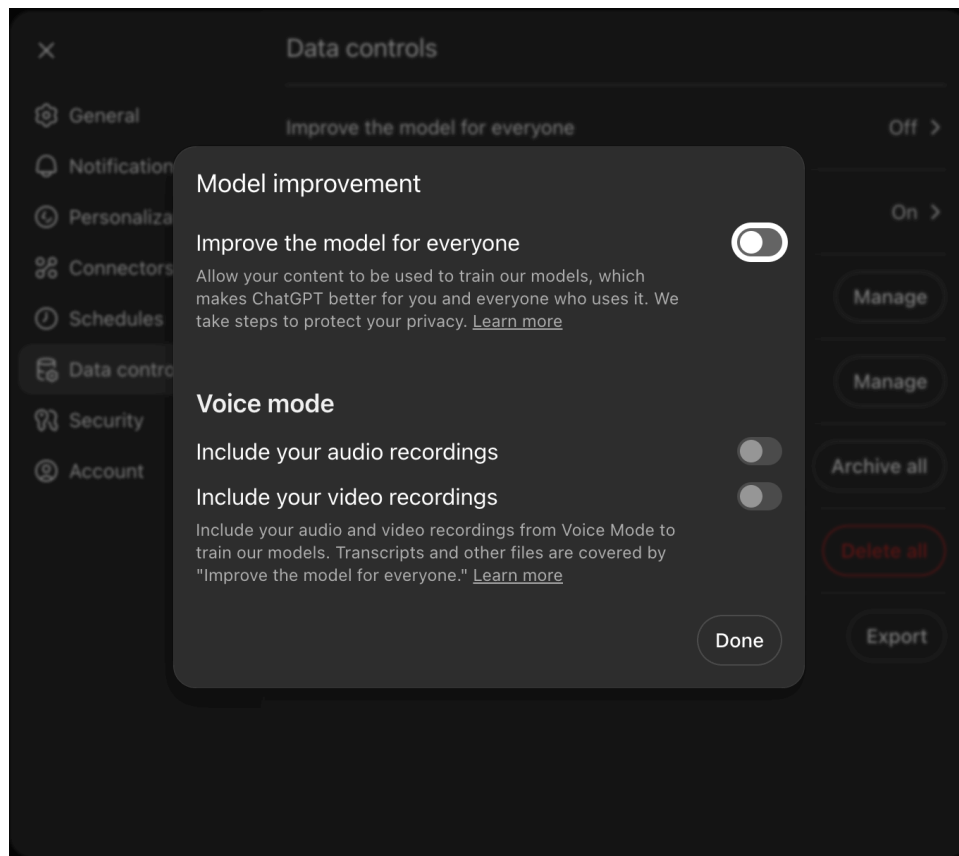 Data controls
General
Improve the model for everyone
Off
Notification
Model improvement
Personaliza
On
Improve the model for everyone
Connectors
Allow your content to be used to train our models, which
makes ChatGPT better for you and everyone who uses it. We
take steps to protect your privacy. Learn more
Manage
Schedules
Data contro
Manage
Voice mode
Security
Include your audio recordings
Account
Archive all
Include your video recordings
Include your audio and video recordings from Voice Mode to
train our models. Transcripts and other files are covered by
"Improve the model for everyone." Learn more
Delete all
Done
Export